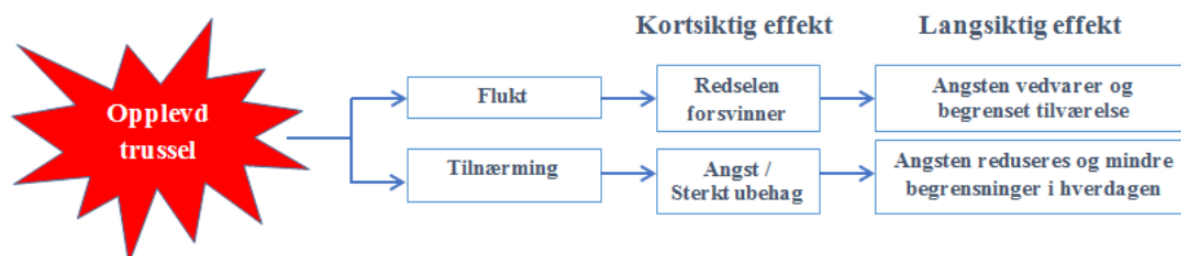 Kortsiktig effekt
Langsiktig effekt
Opplevd
trussel
Flukt
Redselen
forsvinner
Angsten vedvarer og
begrenset tilværelse
Tilnærming
Angst /
Sterkt ubehag
Angsten reduseres og mindre
begrensninger i hverdagen